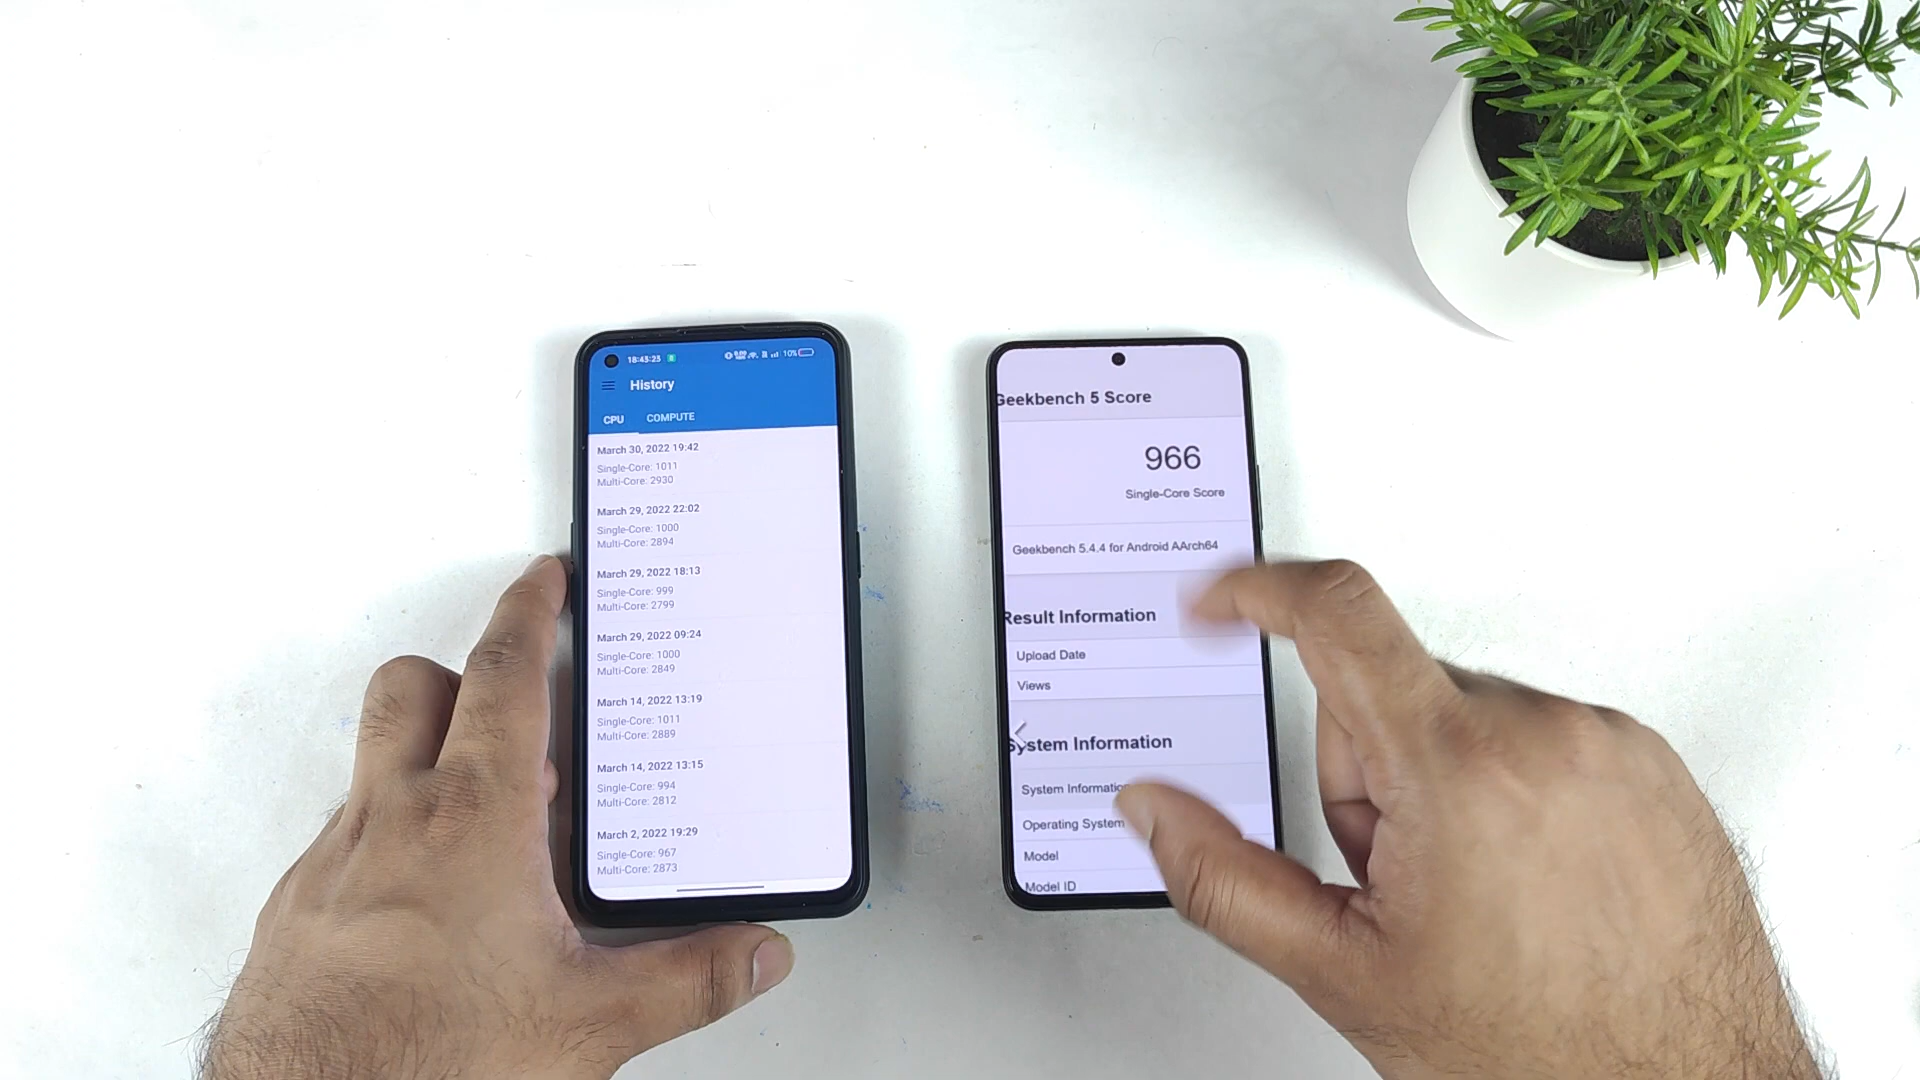 18:43:23
10%
History
CPU
COMPUTE
March 30, 2022 19:42
Single-Core: 1011
Multi-Core: 2930
March 29, 2022 22:02
Single-Core: 1000
Multi-Core: 2894
March 29, 2022 18:13
Single-Core: 999
Multi-Core: 2799
March 29, 2022 09:24
Single-Core: 1000
Multi-Core: 2849
March 14, 2022 13:19
Single-Core: 1011
Multi-Core: 2889
March 14, 2022 13:15
Single-Core: 994
Multi-Core: 2812
March 2, 2022 19:29
Single-Core: 967
Multi-Core: 2873
Geekbench 5 Score
966
Single-Core Score
Geekbench 5.4.4 for Android AArch64
Result Information
Upload Date
Views
System Information
System Information
Operating System
Model
Model ID